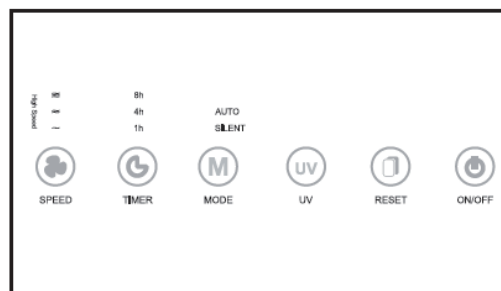 High Speed
8h
4h
1h
AUTO
SILENT
M
UV
SPEED
TIMER
MODE
UV
RESET
ON/OFF